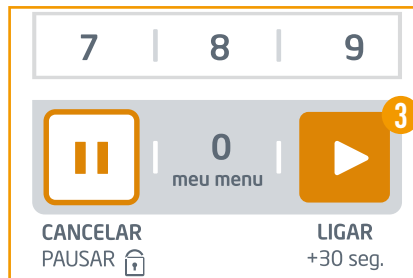 7 8 9
3
0
meu menu
CANCELAR LIGAR
PAUSAR +30 seg.